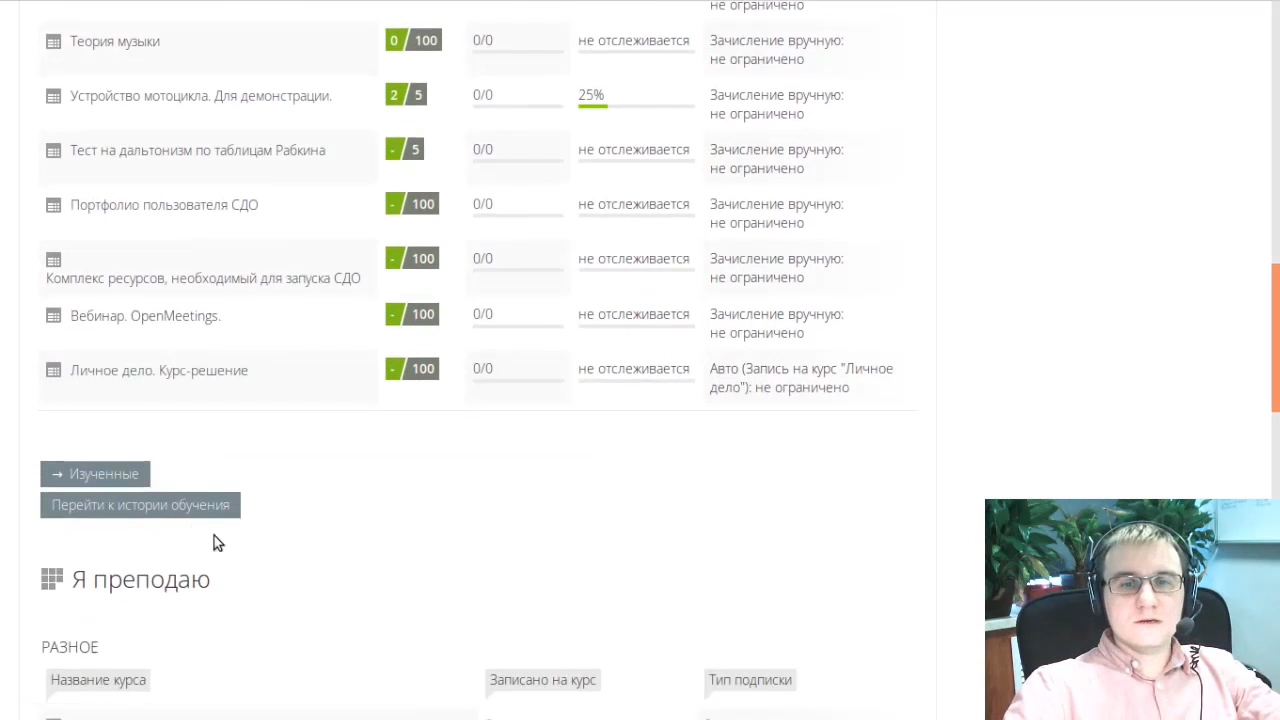 не ограничено
Теория музыки 0 / 100 0/0 не отслеживается Зачисление вручную:
не ограничено
Устройство мотоцикла. Для демонстрации. 2 / 5 0/0 25% Зачисление вручную:
не ограничено
Тест на дальтонизм по таблицам Рабкина - / 5 0/0 не отслеживается Зачисление вручную:
не ограничено
Портфолио пользователя СДО - / 100 0/0 не отслеживается Зачисление вручную:
не ограничено
- / 100 0/0 не отслеживается Зачисление вручную:
Комплекс ресурсов, необходимый для запуска СДО не ограничено
Вебинар. OpenMeetings. - / 100 0/0 не отслеживается Зачисление вручную:
не ограничено
Личное дело. Курс-решение - / 100 0/0 не отслеживается Авто (Запись на курс "Личное
дело"): не ограничено
→ Изученные
Перейти к истории обучения
Я преподаю
РАЗНОЕ
Название курса Записано на курс Тип подписки